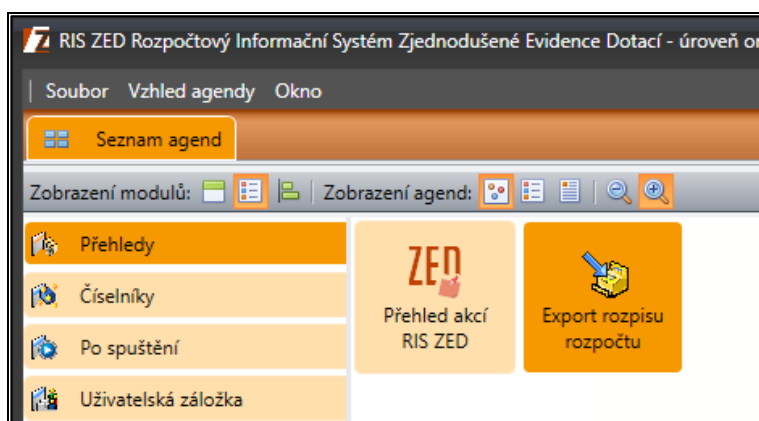 RIS ZED Rozpočtový Informační Systém Zjednodušené Evidence Dotací - úroveň
Soubor Vzhled agendy Okno
Seznam agend
Zobrazení modulů: Zobrazení agend:
Přehledy
Číselníky
Po spuštění
Uživatelská záložka
ZED
Přehled akcí
RIS ZED
Export rozpisu
rozpočtu